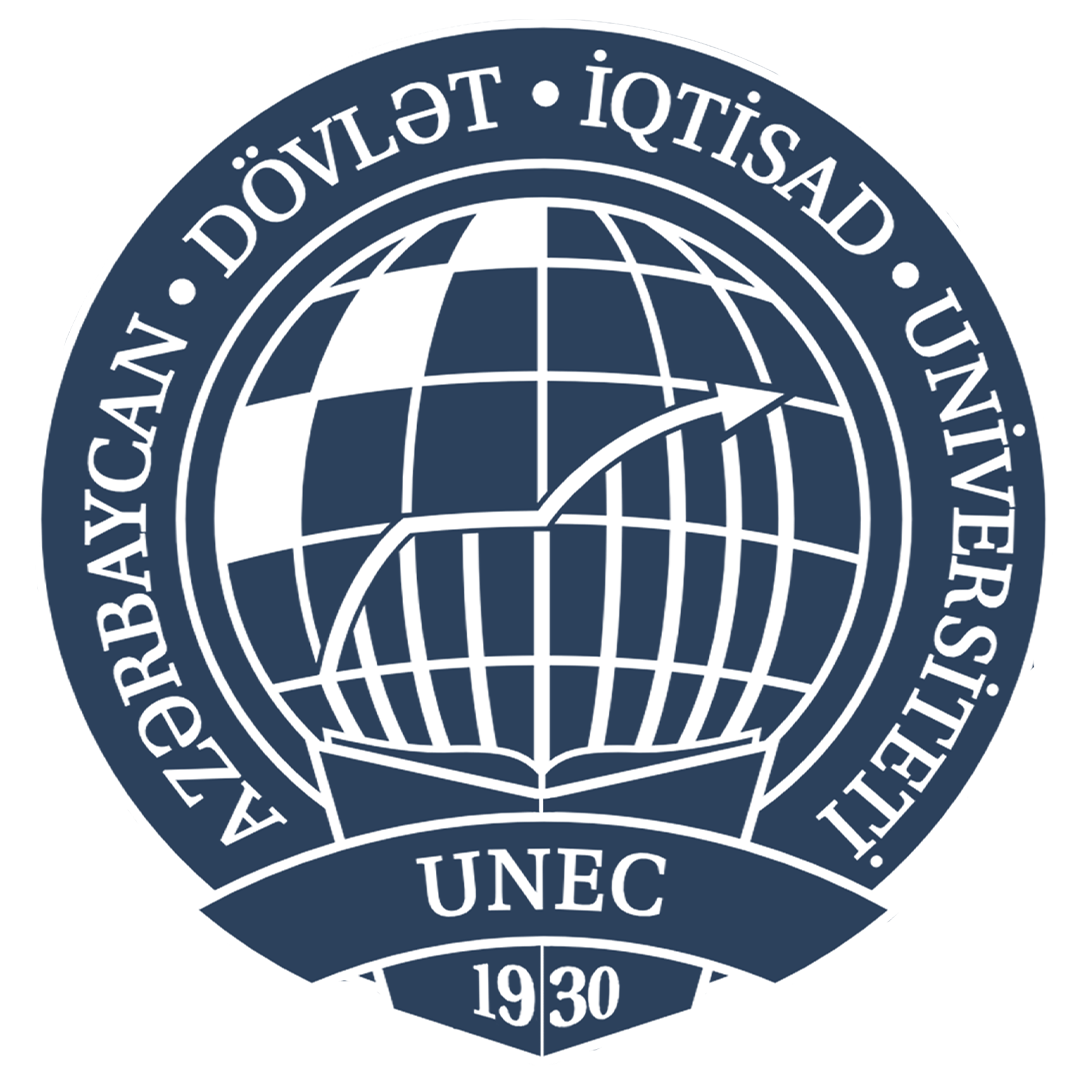 AZƏRBAYCAN • DÖVLƏT • İQTİSAD • UNİVERSİTETİ
UNEC
1930